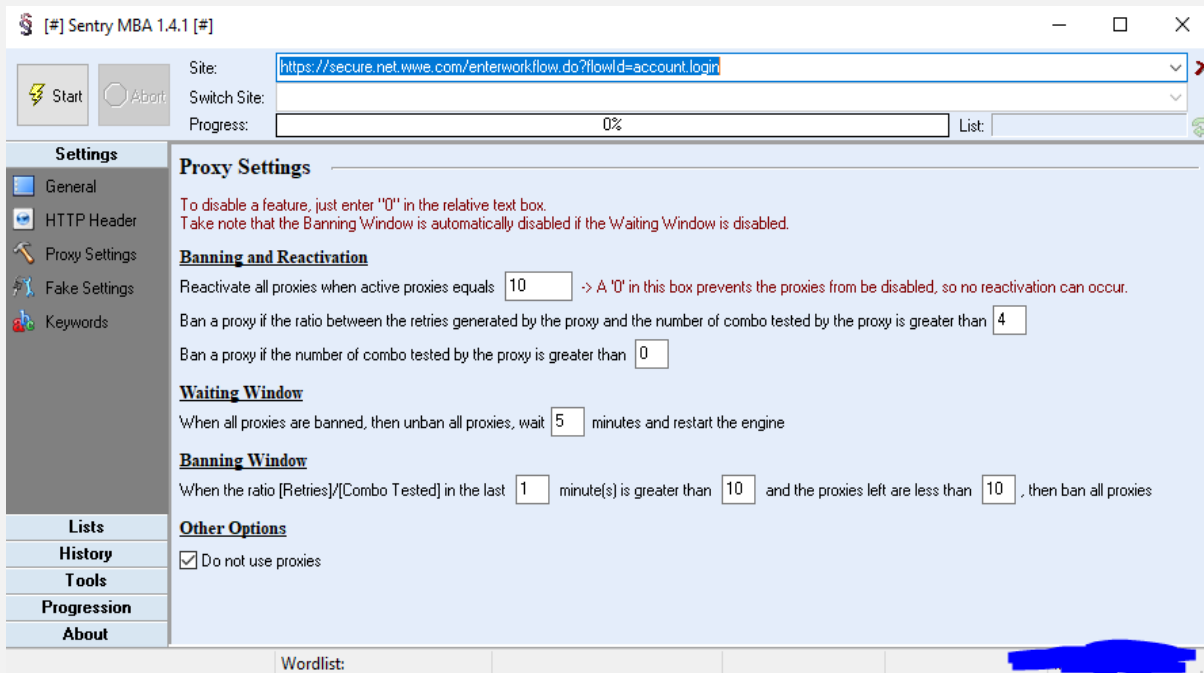 [#] Sentry MBA 1.4.1 [#]
Start
Abort
Site:
https://secure.net.wwe.com/enterworkflow.do?flowId=account.login
Switch Site:
Progress:
0%
List:
Settings
General
HTTP Header
Proxy Settings
Fake Settings
Keywords
Lists
History
Tools
Progression
About
Proxy Settings
To disable a feature, just enter "0" in the relative text box.
Take note that the Banning Window is automatically disabled if the Waiting Window is disabled.
Banning and Reactivation
Reactivate all proxies when active proxies equals 10 -> A '0' in this box prevents the proxies from be disabled, so no reactivation can occur.
Ban a proxy if the ratio between the retries generated by the proxy and the number of combo tested by the proxy is greater than 4
Ban a proxy if the number of combo tested by the proxy is greater than 0
Waiting Window
When all proxies are banned, then unban all proxies, wait 5 minutes and restart the engine
Banning Window
When the ratio [Retries]/[Combo Tested] in the last 1 minute(s) is greater than 10 and the proxies left are less than 10 , then ban all proxies
Other Options
Do not use proxies
Wordlist: